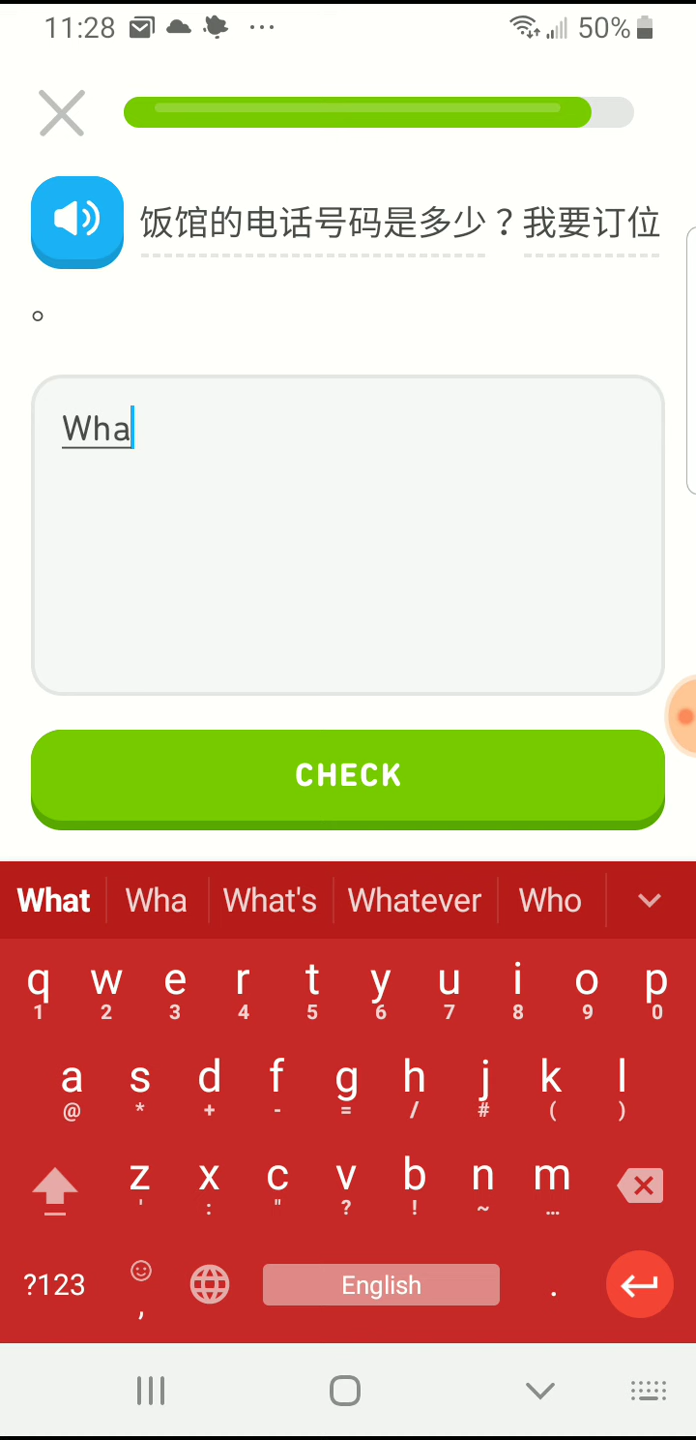 11:28 ... 50%
饭馆的电话号码是多少？我要订位
。
Wha
CHECK
What Wha What's Whatever Who
q w e r t y u i o p
1 2 3 4 5 6 7 8 9 0
a s d f g h j k l
@ * + - = / # ( )
z x c v b n m
' : " ? ! ~ ...
?123 , English .